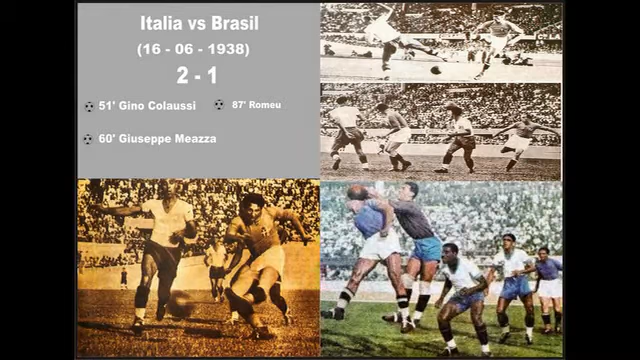 Italia vs Brasil
(16 - 06 - 1938)
2 - 1
51' Gino Colaussi 87' Romeu
60' Giuseppe Meazza